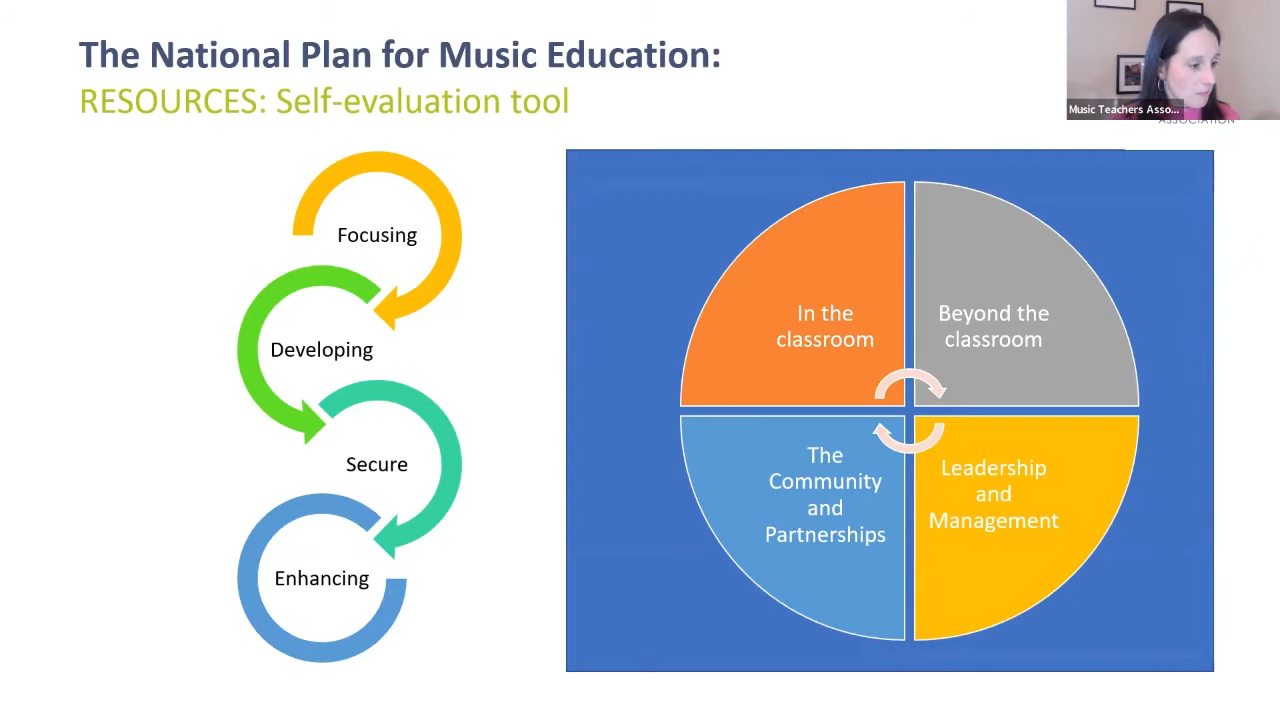 The National Plan for Music Education:
RESOURCES: Self-evaluation tool
Music Teachers Asso...
ASSOCIATION
Focusing
Developing
Secure
Enhancing
In the
classroom
Beyond the
classroom
The
Community
and
Partnerships
Leadership
and
Management